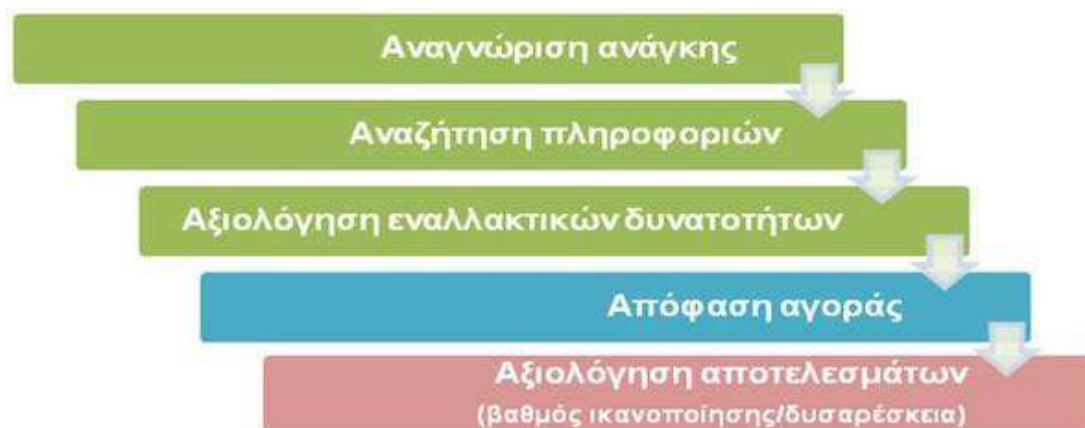 Αναγνώριση ανάγκης
Αναζήτηση πληροφοριών
Αξιολόγηση εναλλακτικών δυνατοτήτων
Απόφαση αγοράς
Αξιολόγηση αποτελεσμάτων
(βαθμός ικανοποίησης/δυσαρέσκεια)